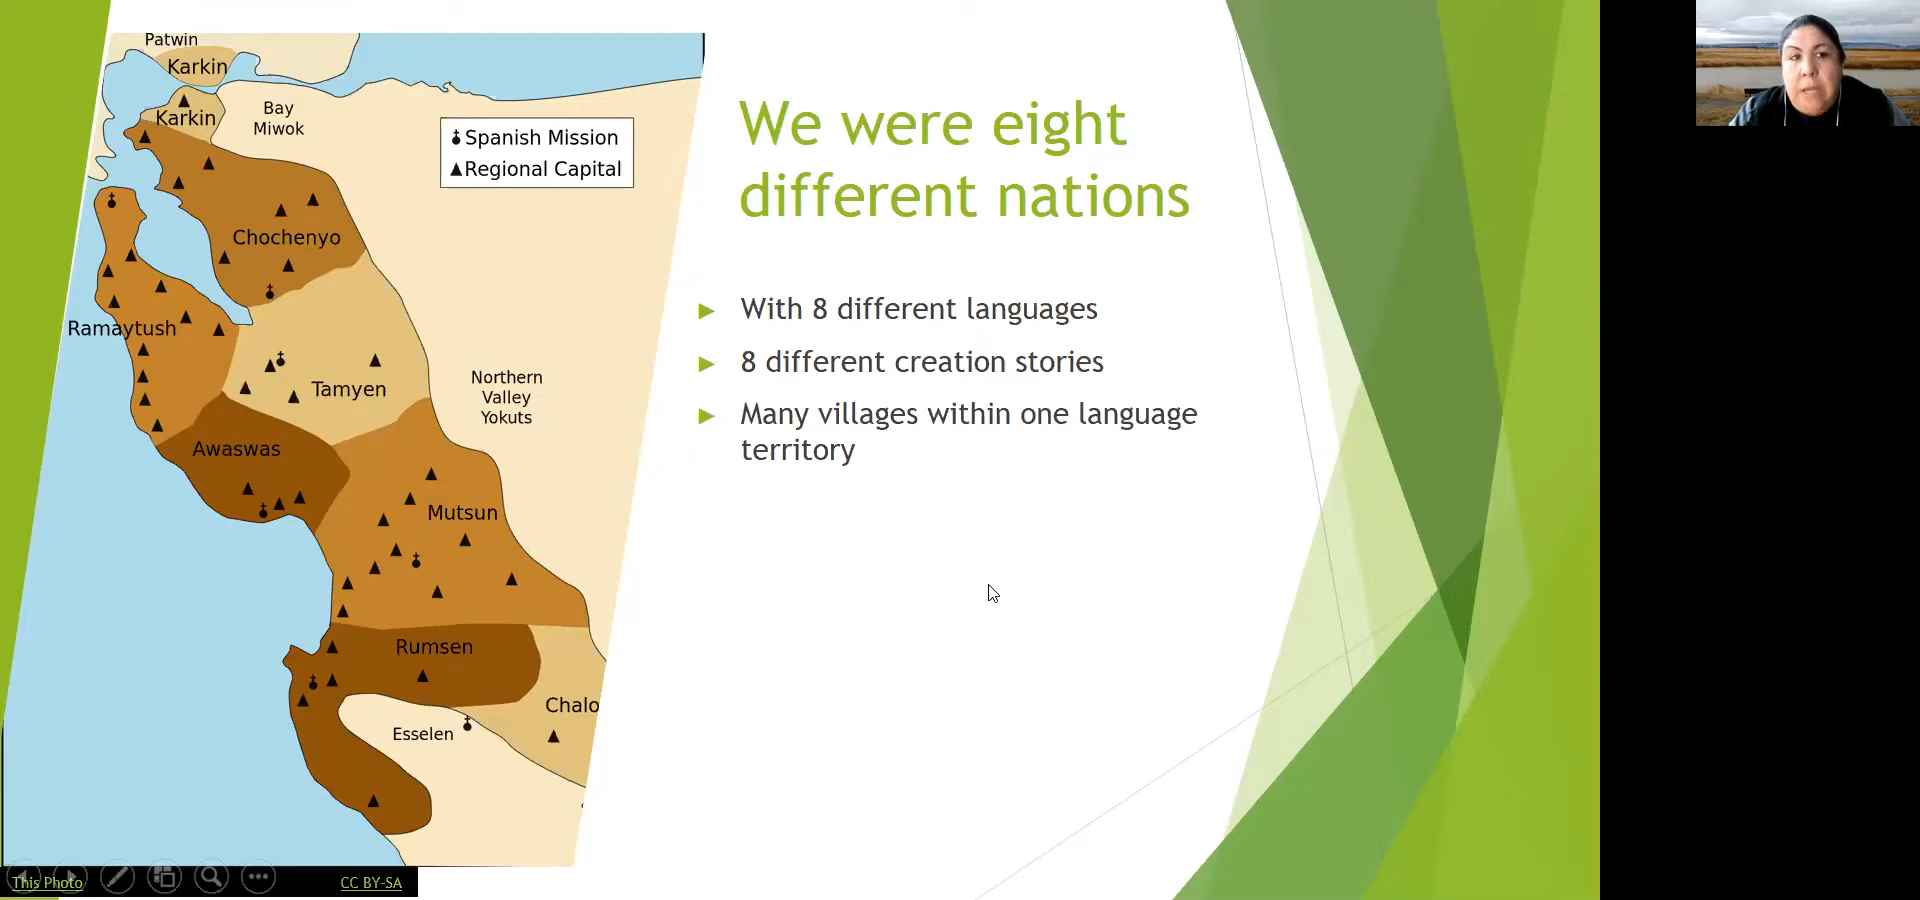 Patwin
Karkin
Karkin
Bay
Miwok
Spanish Mission
Regional Capital
Chochenyo
Ramaytush
Tamyen
Northern
Valley
Yokuts
Awaswas
Mutsun
Rumsen
Chalo
Esselen
We were eight
different nations
With 8 different languages
8 different creation stories
Many villages within one language
territory
This Photo
CC BY-SA